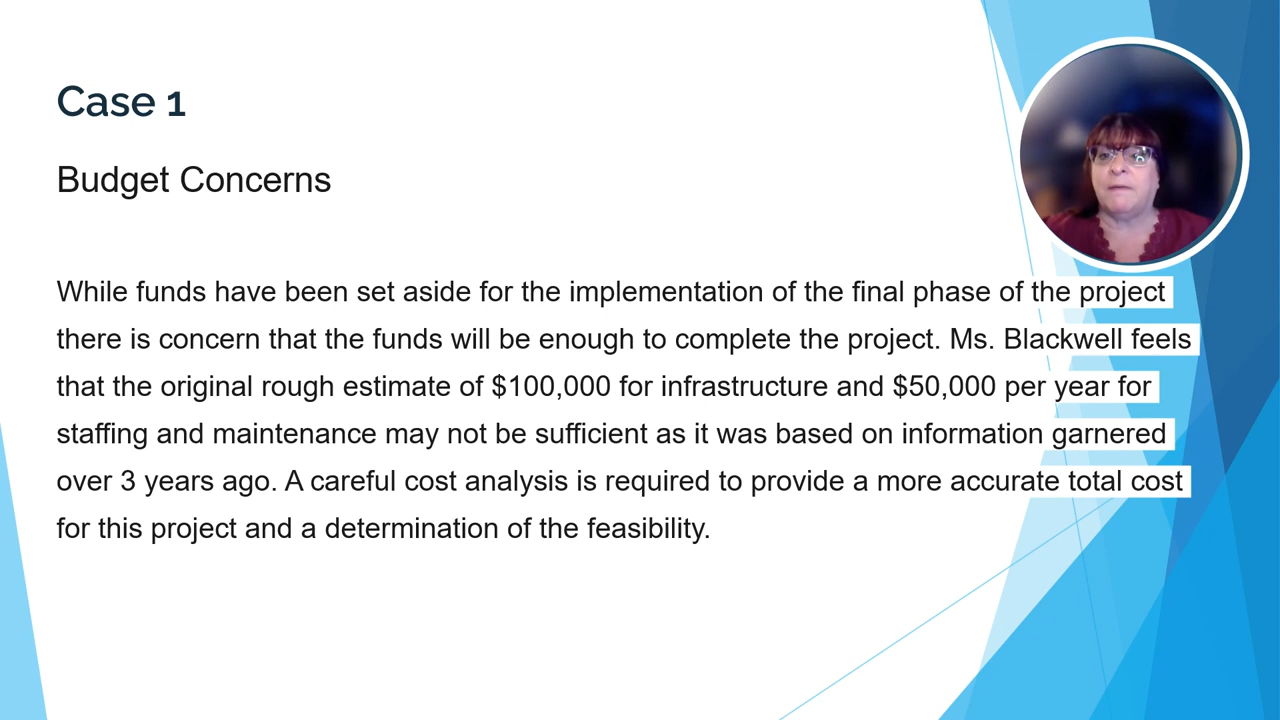 Case 1
Budget Concerns
While funds have been set aside for the implementation of the final phase of the project
there is concern that the funds will be enough to complete the project. Ms. Blackwell feels
that the original rough estimate of $100,000 for infrastructure and $50,000 per year for
staffing and maintenance may not be sufficient as it was based on information garnered
over 3 years ago. A careful cost analysis is required to provide a more accurate total cost
for this project and a determination of the feasibility.